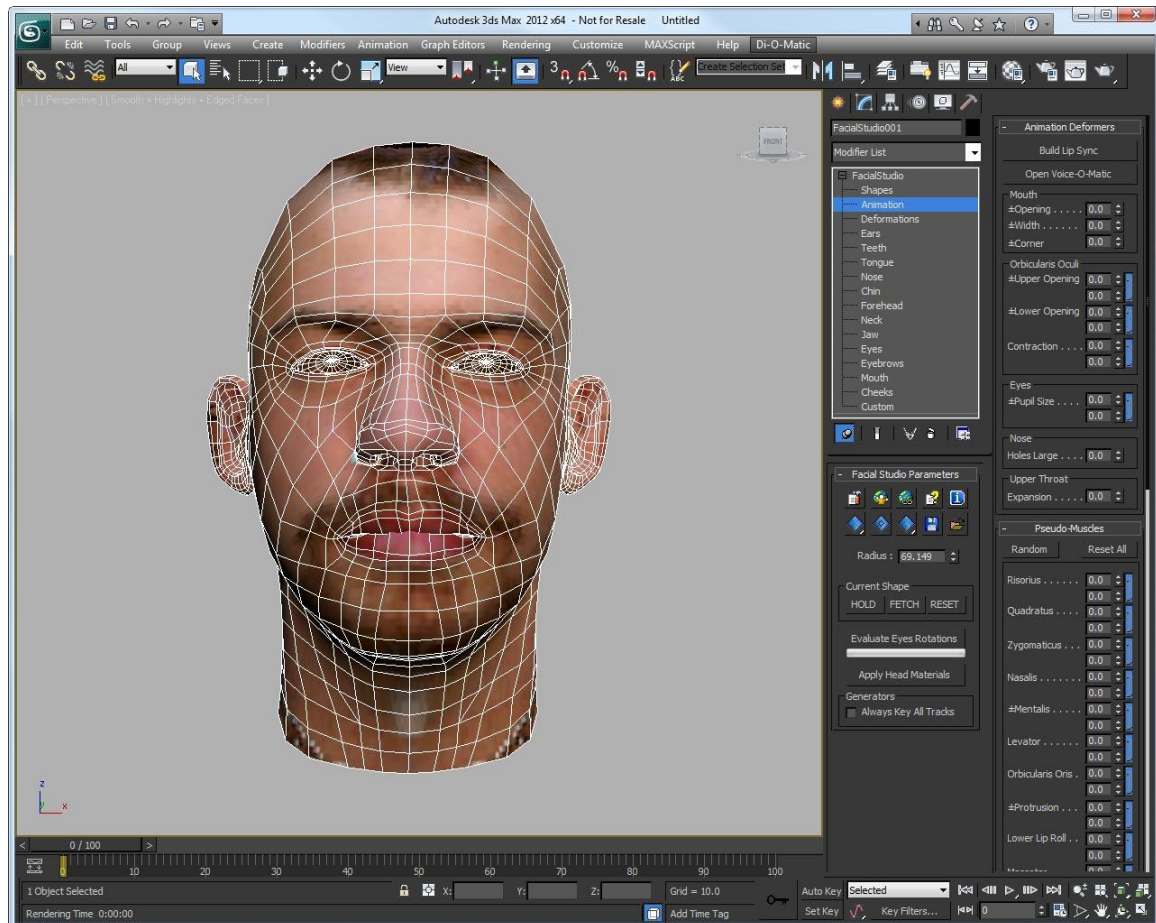 Autodesk 3ds Max 2012 x64 - Not for Resale Untitled
Edit Tools Group Views Create Modifiers Animation Graph Editors Rendering Customize MAXScript Help Di-O-Matic
All View Create Selection Set
[ + ] [ Perspective ] [ Smooth + Highlights + Edged Faces ]
FRONT
z
y
x
FacialStudio001
Modifier List
FacialStudio
Shapes
Animation
Deformations
Ears
Teeth
Tongue
Nose
Chin
Forehead
Neck
Jaw
Eyes
Eyebrows
Mouth
Cheeks
Custom
- Facial Studio Parameters
Radius : 69.149
Current Shape
HOLD FETCH RESET
Evaluate Eyes Rotations
Apply Head Materials
Generators
Always Key All Tracks
- Animation Deformers
Build Lip Sync
Open Voice-O-Matic
Mouth
±Opening . . . . . 0.0
±Width . . . . . . 0.0
±Corner 0.0
Orbicularis Oculi
±Upper Opening 0.0
0.0
±Lower Opening 0.0
0.0
Contraction . . . . 0.0
0.0
Eyes
±Pupil Size . . . . 0.0
0.0
Nose
Holes Large . . . . 0.0
Upper Throat
Expansion . . . . . 0.0
- Pseudo-Muscles
Random Reset All
Risorius . . . . . . 0.0
0.0
Quadratus . . . . 0.0
0.0
Zygomaticus . . . 0.0
0.0
Nasalis . . . . . . . 0.0
0.0
±Mentalis . . . . . 0.0
0.0
Levator . . . . . . 0.0
0.0
Orbicularis Oris . 0.0
0.0
±Protrusion . . . 0.0
0.0
Lower Lip Roll . . 0.0
0.0
< 0 / 100 >
0 10 20 30 40 50 60 70 80 90 100
1 Object Selected X: Y: Z: Grid = 10.0 Auto Key Selected
Rendering Time 0:00:00 Add Time Tag Set Key Key Filters... 0